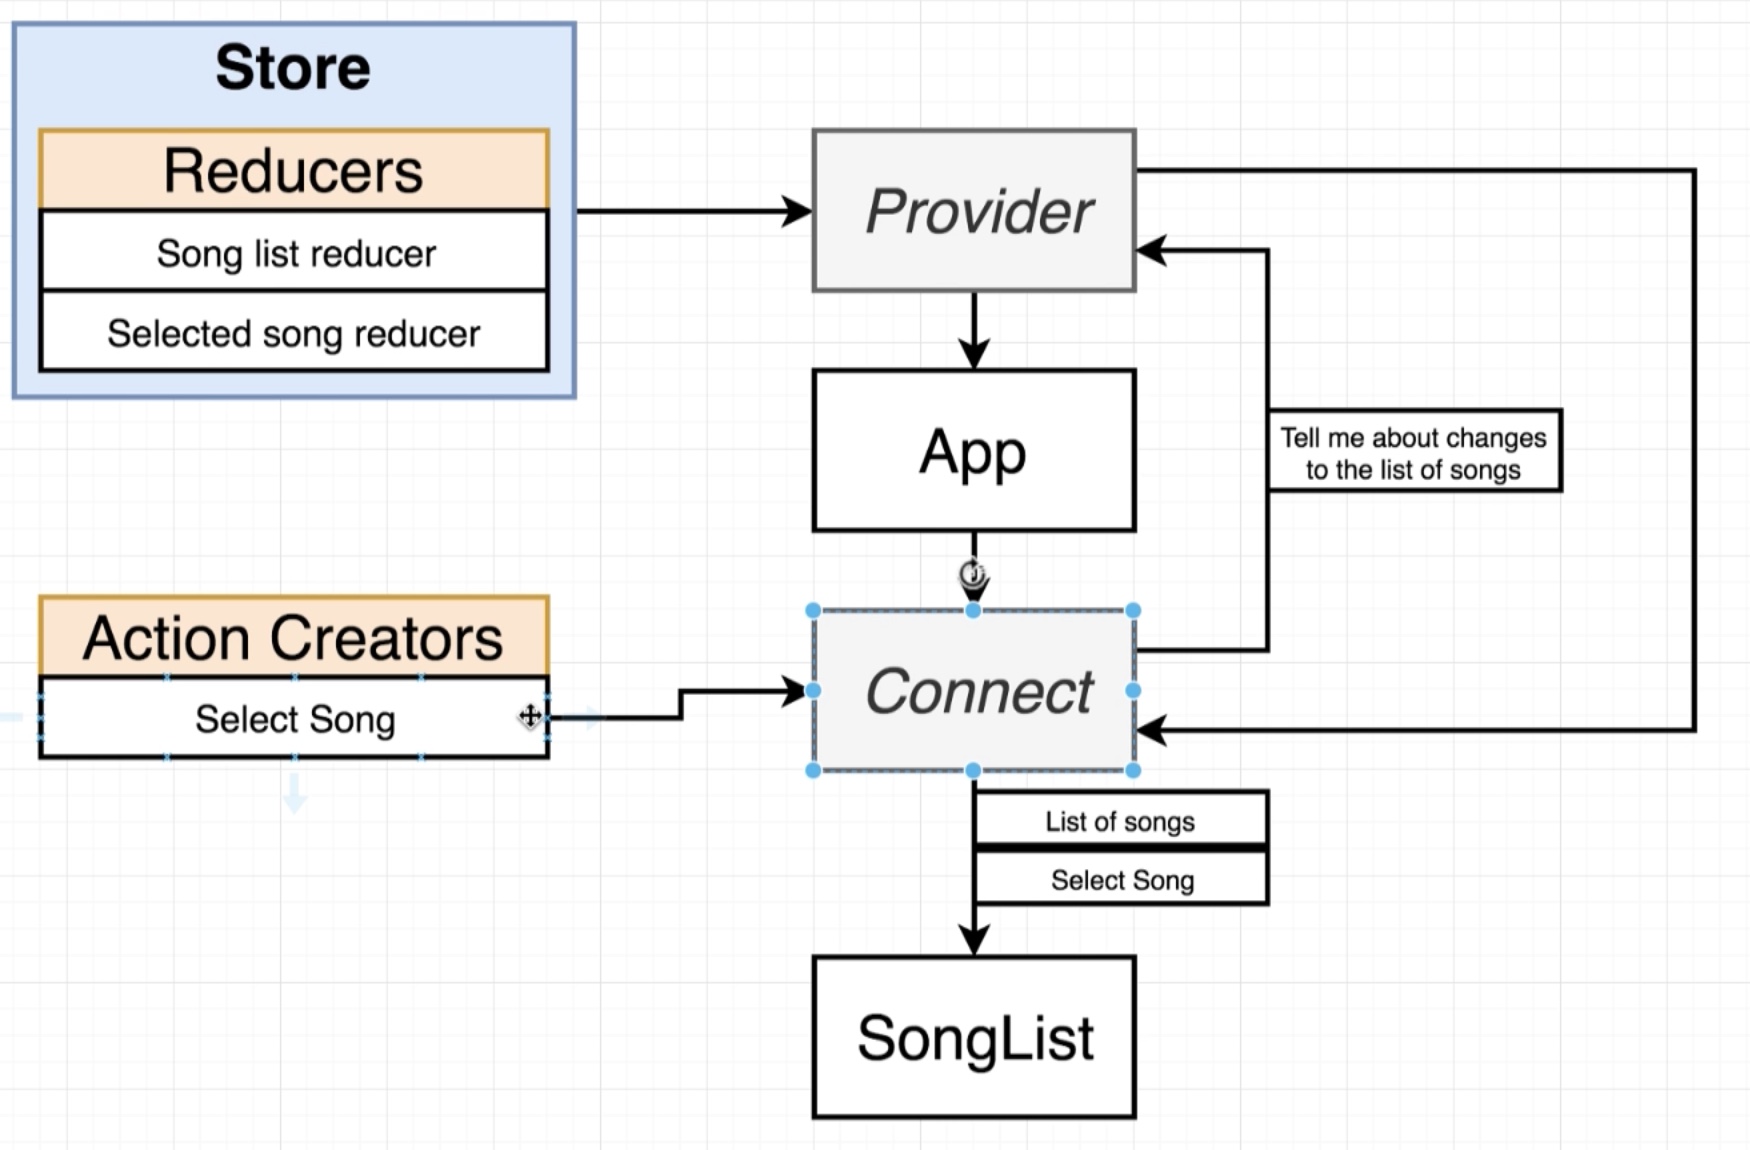 Store
Reducers
Song list reducer
Selected song reducer
Provider
App
Tell me about changes
to the list of songs
Action Creators
Select Song
Connect
List of songs
Select Song
SongList